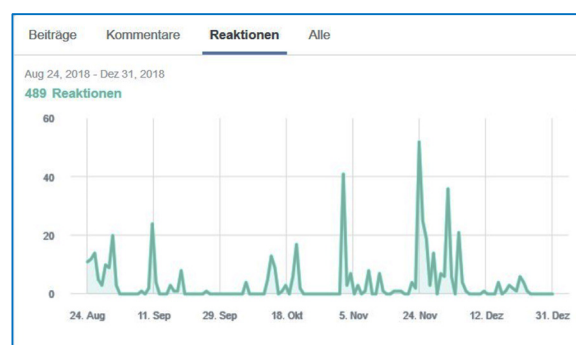 Beiträge Kommentare Reaktionen Alle
Aug 24, 2018 - Dez 31, 2018
489 Reaktionen
60
40
20
0
24. Aug 11. Sep 29. Sep 18. Okt 5. Nov 24. Nov 12. Dez 31. Dez